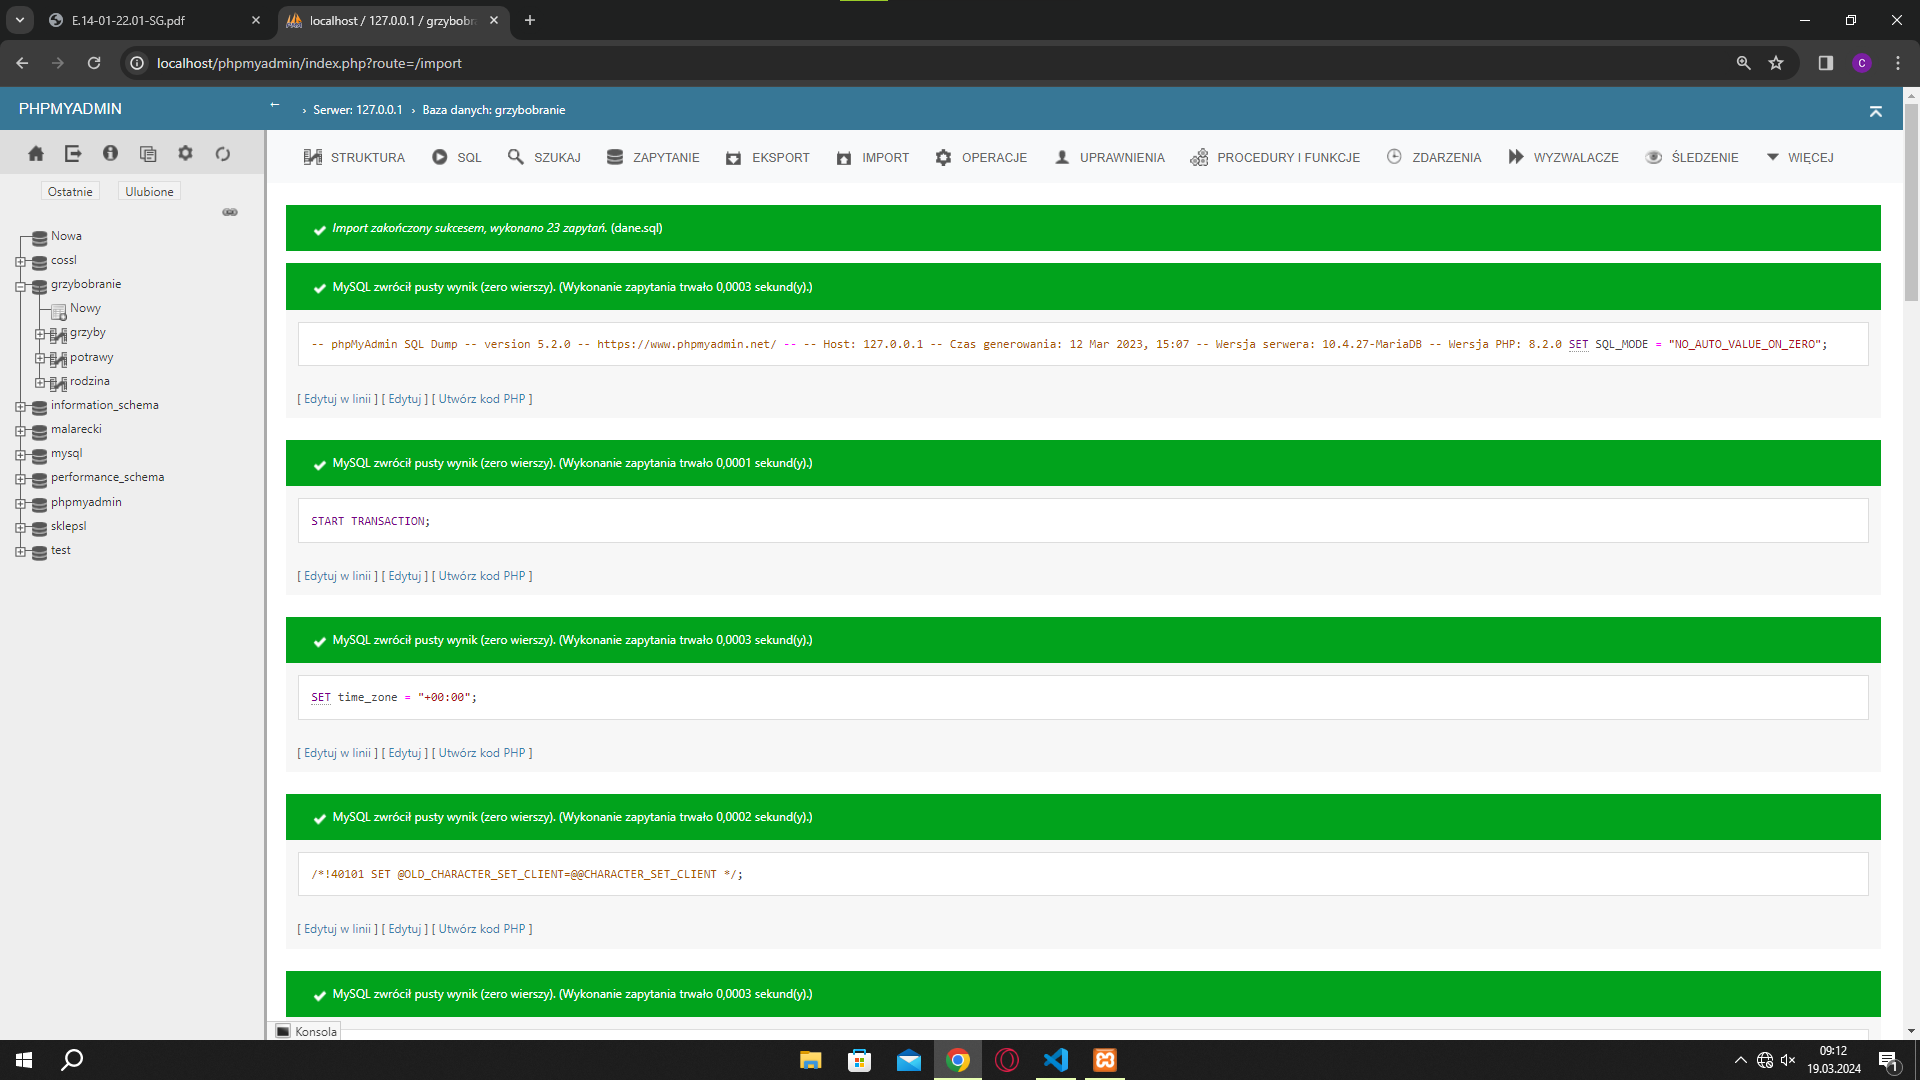 E.14-01-22.01-SG.pdf
localhost / 127.0.0.1 / grzybobra
localhost/phpmyadmin/index.php?route=/import
C
PHPMYADMIN
← › Serwer: 127.0.0.1 › Baza danych: grzybobranie
STRUKTURA SQL SZUKAJ ZAPYTANIE EKSPORT IMPORT OPERACJE UPRAWNIENIA PROCEDURY I FUNKCJE ZDARZENIA WYZWALACZE ŚLEDZENIE WIĘCEJ
Ostatnie Ulubione
Nowa
cossl
grzybobranie
Nowy
grzyby
potrawy
rodzina
information_schema
malarecki
mysql
performance_schema
phpmyadmin
sklepsl
test
Import zakończony sukcesem, wykonano 23 zapytań. (dane.sql)
MySQL zwrócił pusty wynik (zero wierszy). (Wykonanie zapytania trwało 0,0003 sekund(y).)
-- phpMyAdmin SQL Dump -- version 5.2.0 -- https://www.phpmyadmin.net/ -- -- Host: 127.0.0.1 -- Czas generowania: 12 Mar 2023, 15:07 -- Wersja serwera: 10.4.27-MariaDB -- Wersja PHP: 8.2.0 SET SQL_MODE = "NO_AUTO_VALUE_ON_ZERO";
[ Edytuj w linii ] [ Edytuj ] [ Utwórz kod PHP ]
MySQL zwrócił pusty wynik (zero wierszy). (Wykonanie zapytania trwało 0,0001 sekund(y).)
START TRANSACTION;
[ Edytuj w linii ] [ Edytuj ] [ Utwórz kod PHP ]
MySQL zwrócił pusty wynik (zero wierszy). (Wykonanie zapytania trwało 0,0003 sekund(y).)
SET time_zone = "+00:00";
[ Edytuj w linii ] [ Edytuj ] [ Utwórz kod PHP ]
MySQL zwrócił pusty wynik (zero wierszy). (Wykonanie zapytania trwało 0,0002 sekund(y).)
/*!40101 SET @OLD_CHARACTER_SET_CLIENT=@@CHARACTER_SET_CLIENT */;
[ Edytuj w linii ] [ Edytuj ] [ Utwórz kod PHP ]
MySQL zwrócił pusty wynik (zero wierszy). (Wykonanie zapytania trwało 0,0003 sekund(y).)
Konsola
09:12
19.03.2024
1